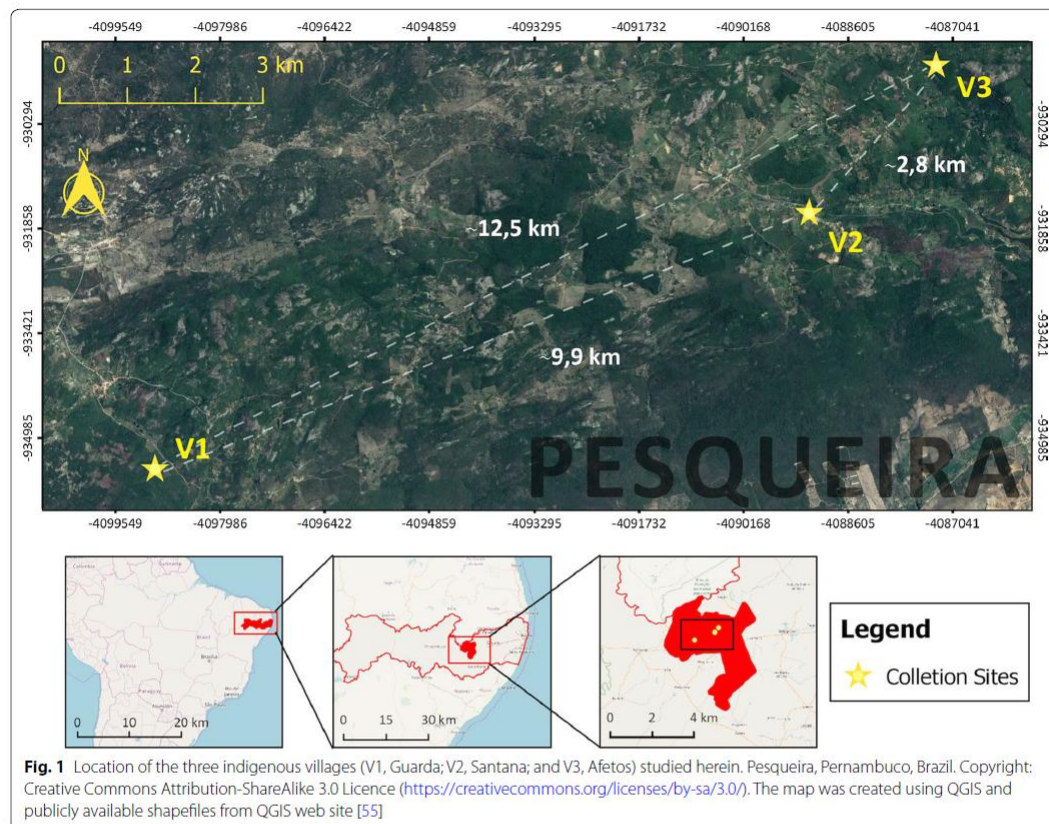 -4099549 -4097986 -4096422 -4094859 -4093295 -4091732 -4090168 -4088605 -4087041
0 1 2 3 km
V3
-930294 -930294
N
~2,8 km
-931858 -931858
~12,5 km
V2
-933421 -933421
~9,9 km
-934985 -934985
V1
PESQUEIRA
-4099549 -4097986 -4096422 -4094859 -4093295 -4091732 -4090168 -4088605 -4087041
Brasil
Bolivia
Paraguay
0 10 20 km
0 15 30 km
0 2 4 km
Legend
Colletion Sites
Fig. 1 Location of the three indigenous villages (V1, Guarda; V2, Santana; and V3, Afetos) studied herein. Pesqueira, Pernambuco, Brazil. Copyright:
Creative Commons Attribution-ShareAlike 3.0 Licence (https://creativecommons.org/licenses/by-sa/3.0/). The map was created using QGIS and
publicly available shapefiles from QGIS web site [55]